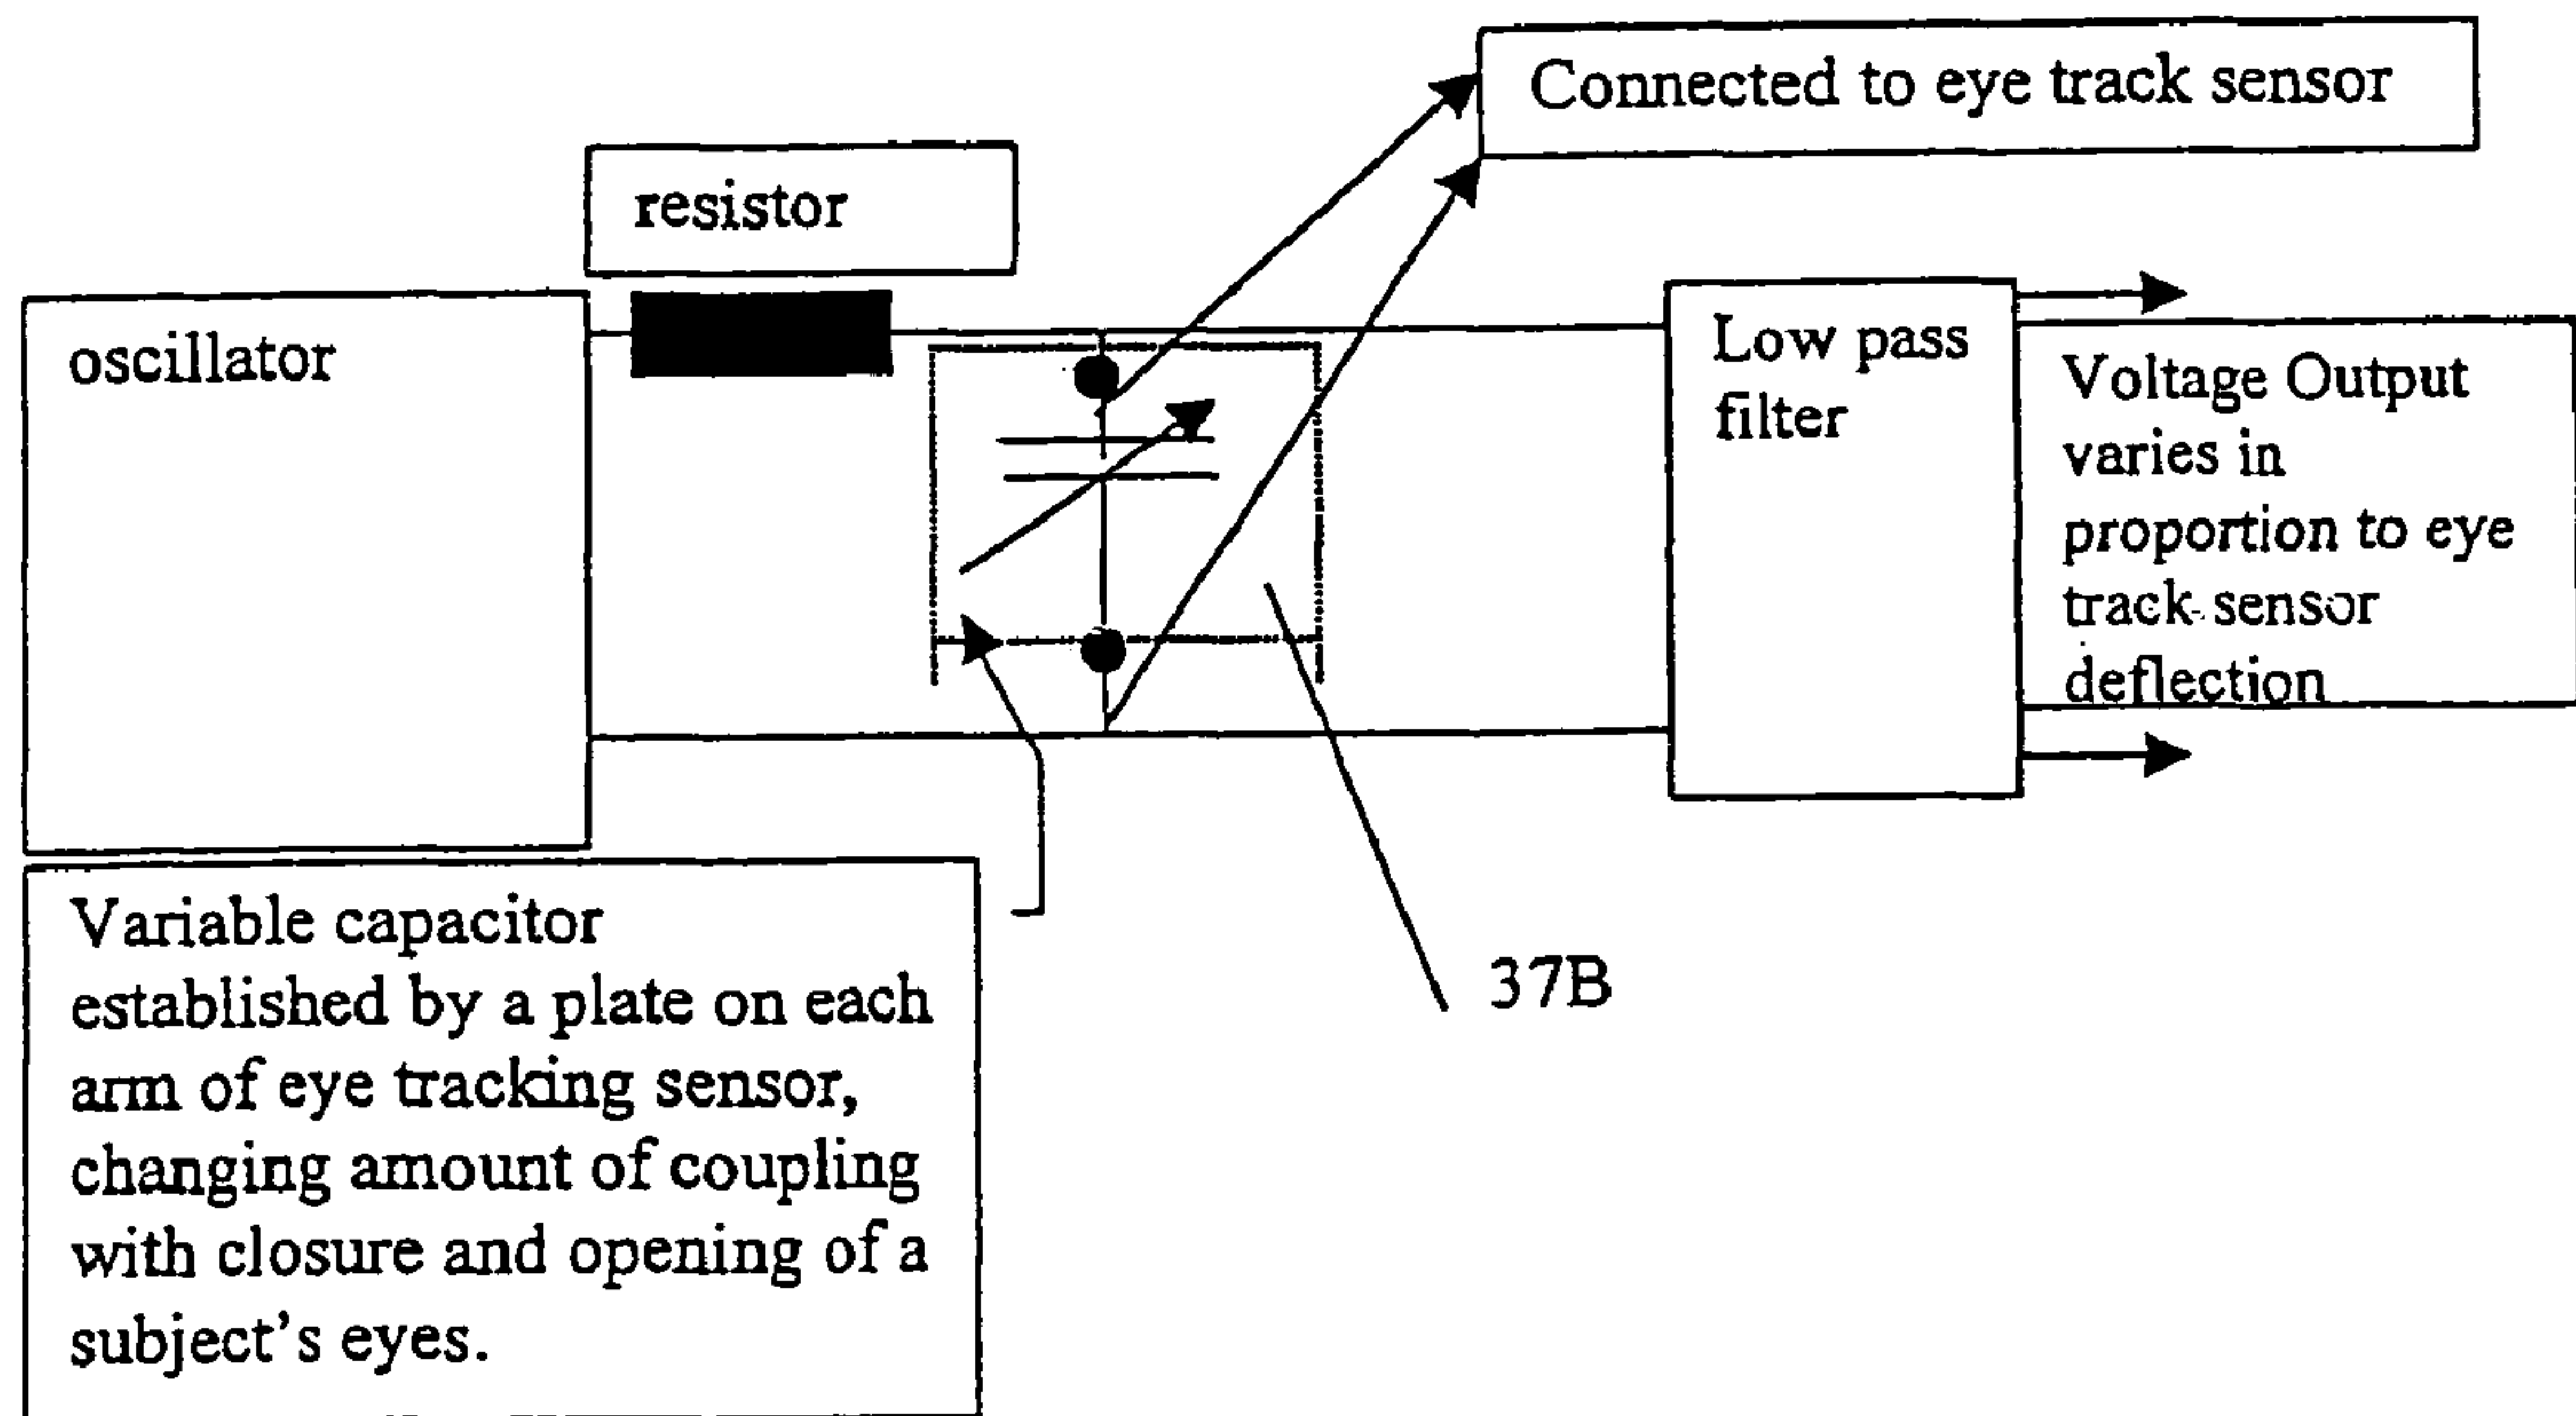 Connected to eye track sensor
resistor
oscillator
Low pass
filter
Voltage Output
varies in
proportion to eye
track sensor
deflection
Variable capacitor
established by a plate on each
arm of eye tracking sensor,
changing amount of coupling
with closure and opening of a
subject's eyes.
37B